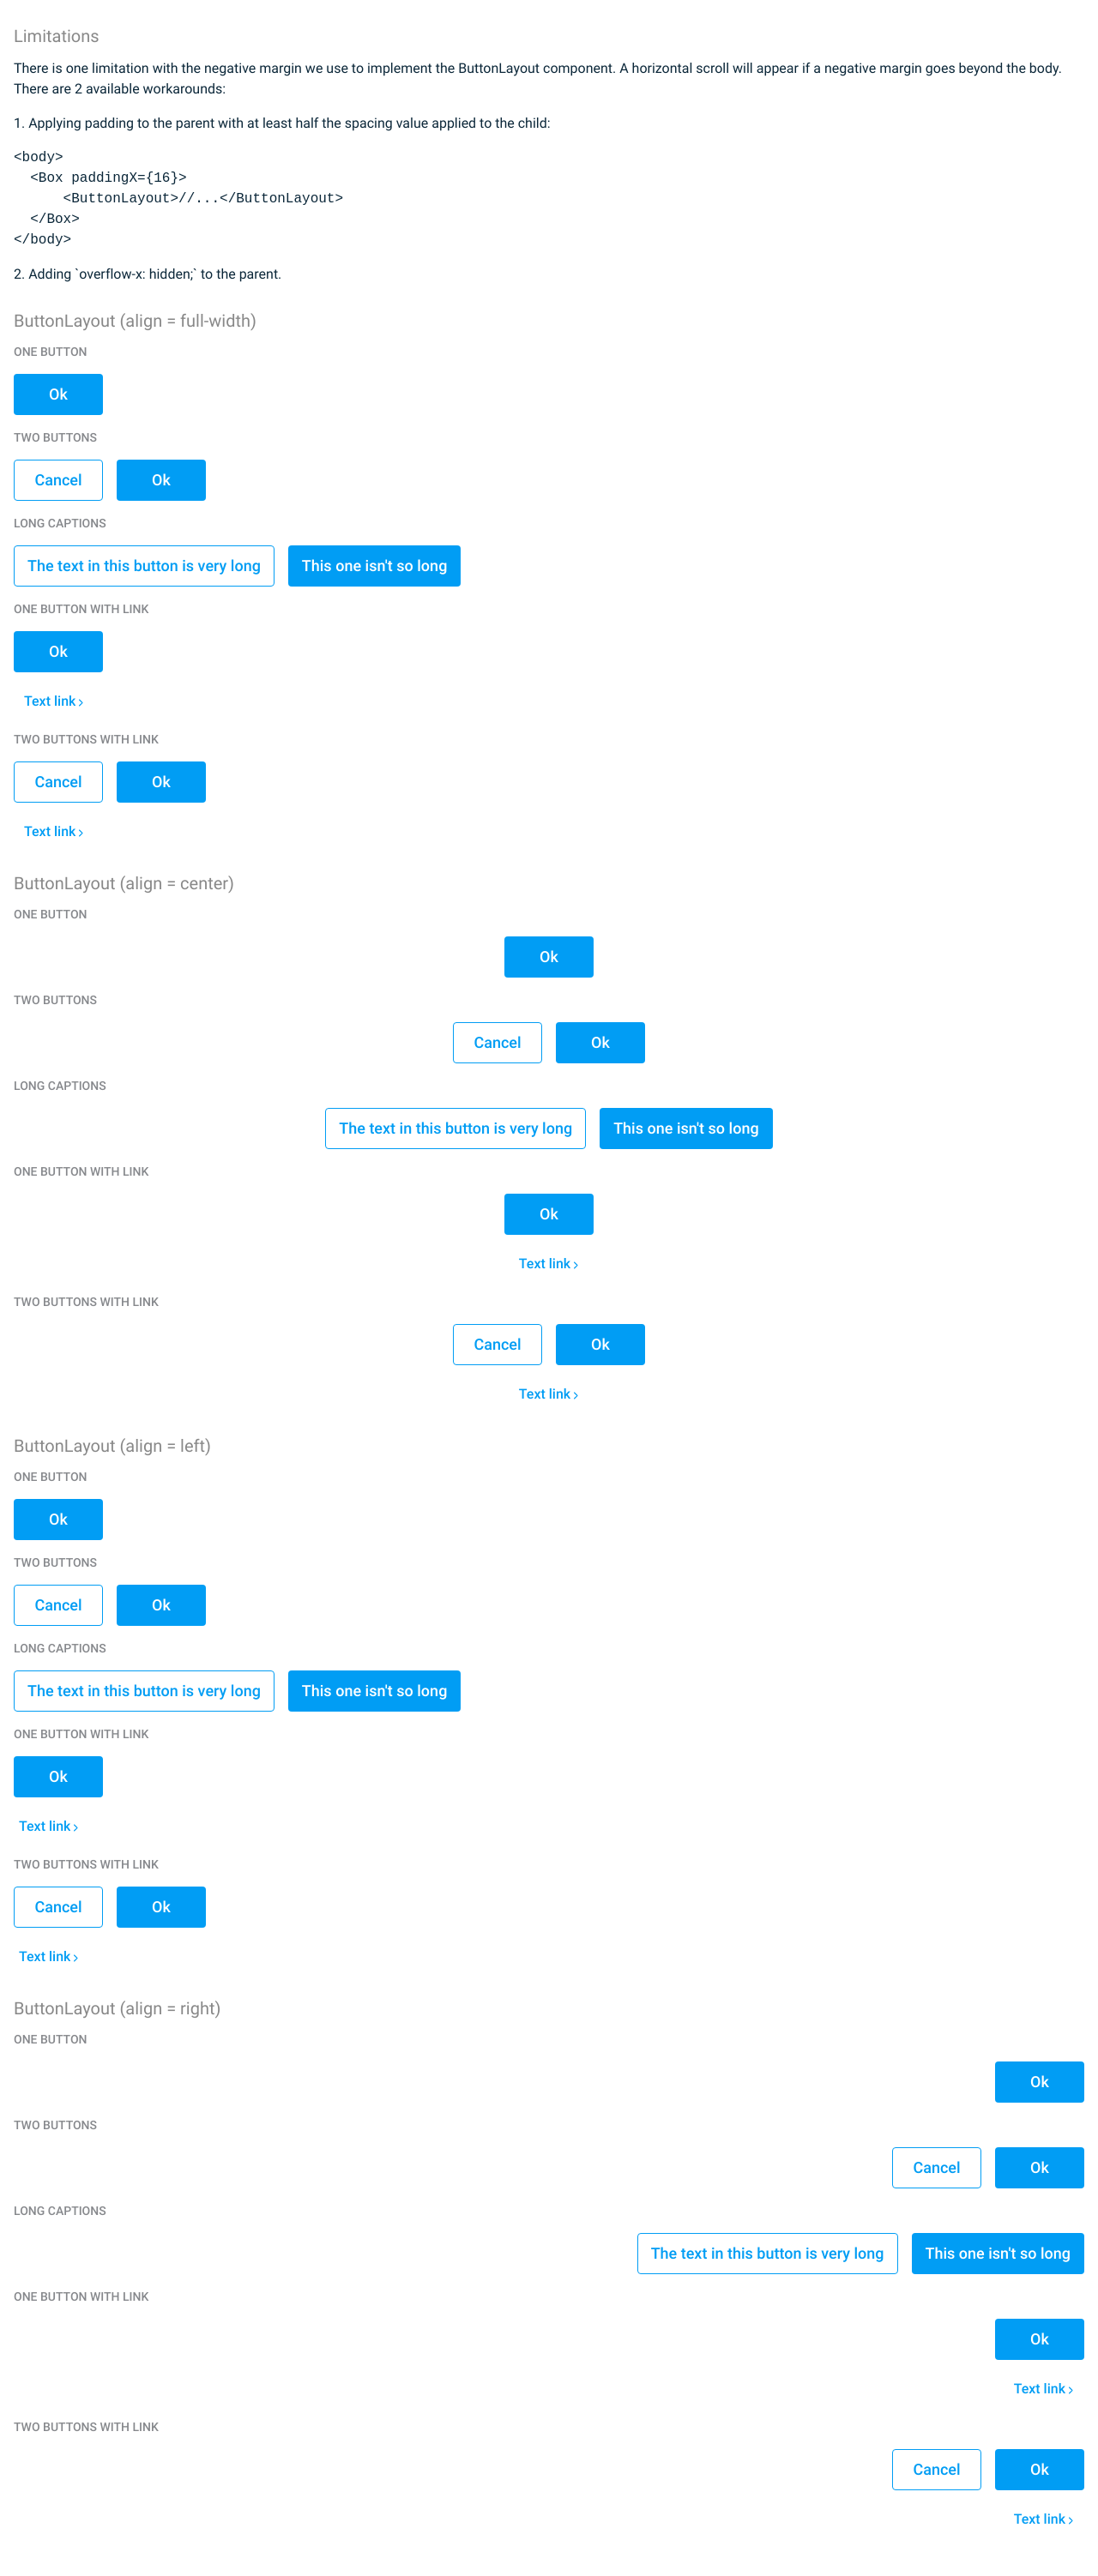 Limitations
There is one limitation with the negative margin we use to implement the ButtonLayout component. A horizontal scroll will appear if a negative margin goes beyond the body.
There are 2 available workarounds:
1. Applying padding to the parent with at least half the spacing value applied to the child:
<body>
  <Box paddingX={16}>
      <ButtonLayout>//...</ButtonLayout>
  </Box>
</body>
2. Adding `overflow-x: hidden;` to the parent.
ButtonLayout (align = full-width)
ONE BUTTON
Ok
TWO BUTTONS
Cancel Ok
LONG CAPTIONS
The text in this button is very long This one isn't so long
ONE BUTTON WITH LINK
Ok
Text link ›
TWO BUTTONS WITH LINK
Cancel Ok
Text link ›
ButtonLayout (align = center)
ONE BUTTON
Ok
TWO BUTTONS
Cancel Ok
LONG CAPTIONS
The text in this button is very long This one isn't so long
ONE BUTTON WITH LINK
Ok
Text link ›
TWO BUTTONS WITH LINK
Cancel Ok
Text link ›
ButtonLayout (align = left)
ONE BUTTON
Ok
TWO BUTTONS
Cancel Ok
LONG CAPTIONS
The text in this button is very long This one isn't so long
ONE BUTTON WITH LINK
Ok
Text link ›
TWO BUTTONS WITH LINK
Cancel Ok
Text link ›
ButtonLayout (align = right)
ONE BUTTON
Ok
TWO BUTTONS
Cancel Ok
LONG CAPTIONS
The text in this button is very long This one isn't so long
ONE BUTTON WITH LINK
Ok
Text link ›
TWO BUTTONS WITH LINK
Cancel Ok
Text link ›